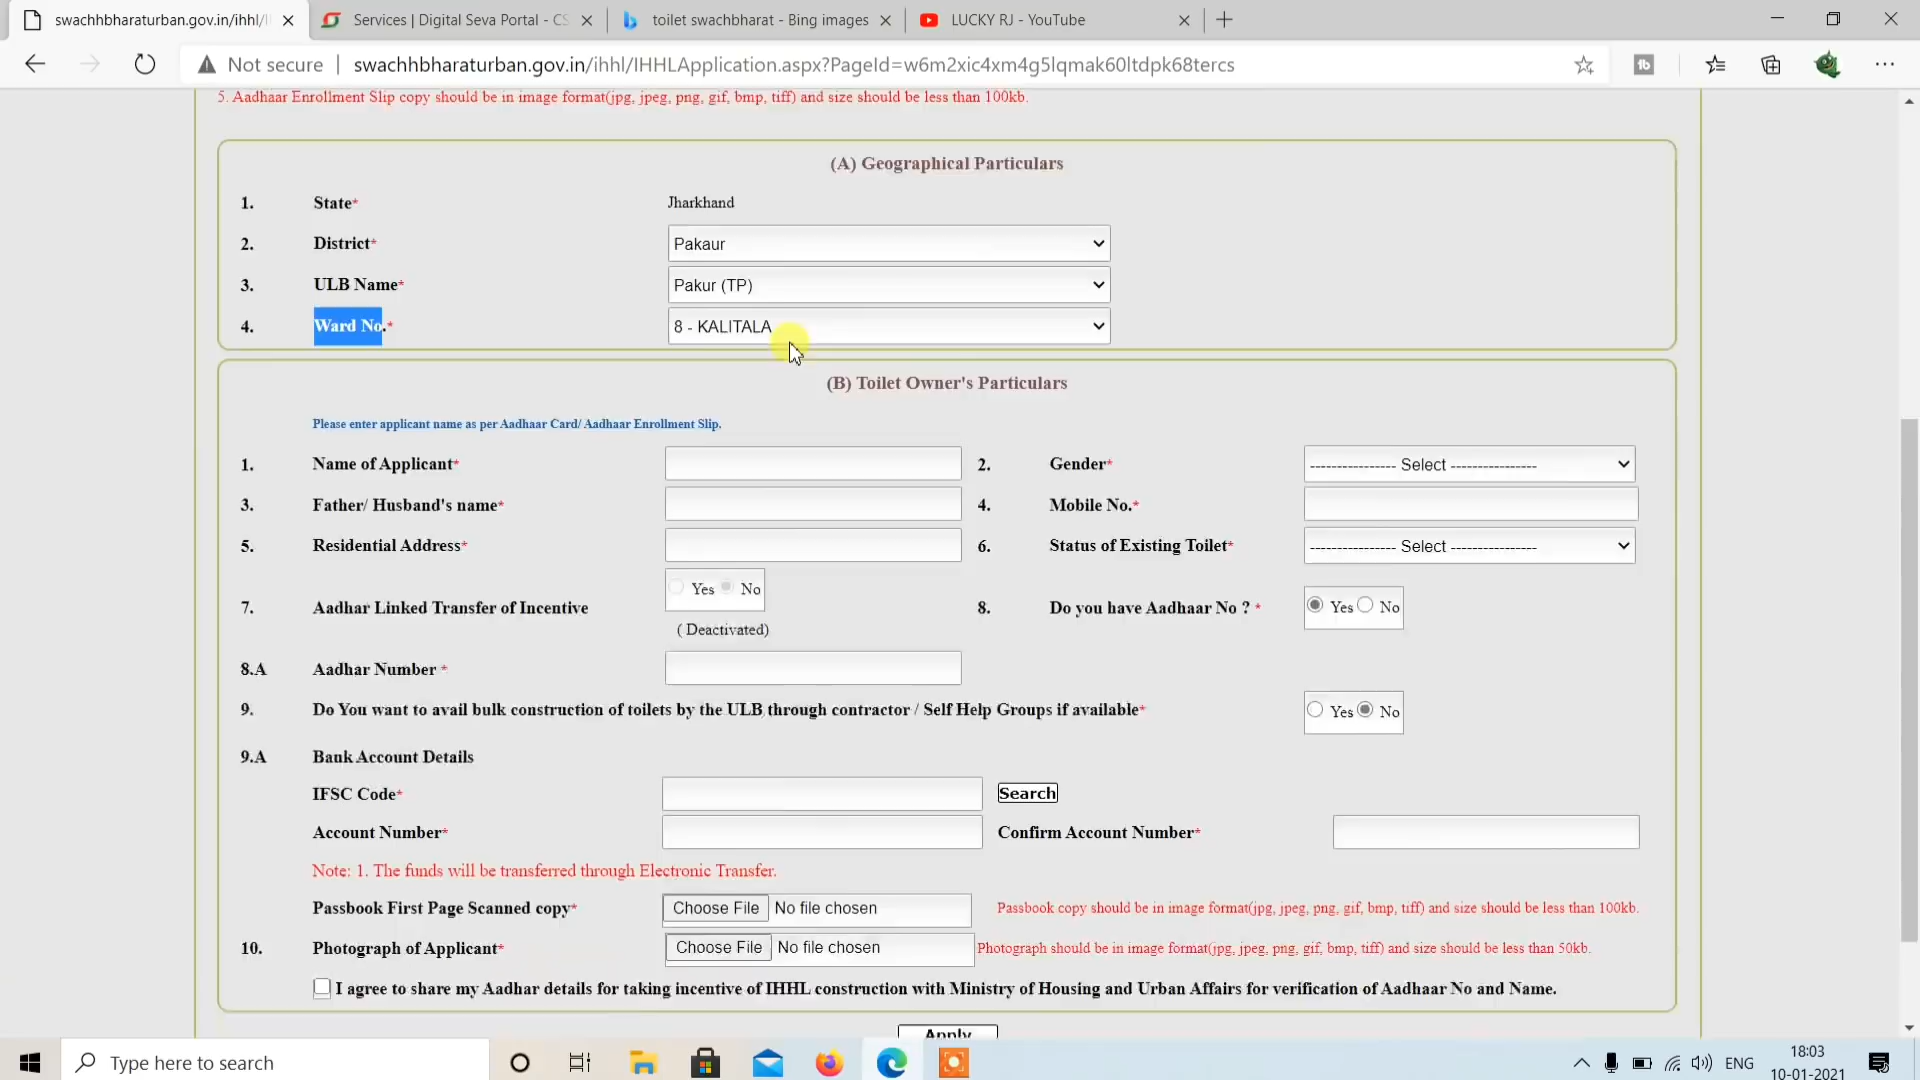 swachhbharaturban.gov.in/ihhl/I
Services | Digital Seva Portal - CS
toilet swachbharat - Bing images
LUCKY RJ - YouTube
Not secure | swachhbharaturban.gov.in/ihhl/IHHLApplication.aspx?PageId=w6m2xic4xm4g5lqmak60ltdpk68tercs
5. Aadhaar Enrollment Slip copy should be in image format(jpg, jpeg, png, gif, bmp, tiff) and size should be less than 100kb.
(A) Geographical Particulars
1. State* Jharkhand
2. District* Pakaur
3. ULB Name* Pakur (TP)
4. Ward No.* 8 - KALITALA
(B) Toilet Owner's Particulars
Please enter applicant name as per Aadhaar Card/ Aadhaar Enrollment Slip.
1. Name of Applicant* 2. Gender* ---------------- Select ----------------
3. Father/ Husband's name* 4. Mobile No.*
5. Residential Address* 6. Status of Existing Toilet* ---------------- Select ----------------
7. Aadhar Linked Transfer of Incentive Yes No 8. Do you have Aadhaar No ? * Yes No
( Deactivated)
8.A Aadhar Number *
9. Do You want to avail bulk construction of toilets by the ULB through contractor / Self Help Groups if available* Yes No
9.A Bank Account Details
IFSC Code* Search
Account Number* Confirm Account Number*
Note: 1. The funds will be transferred through Electronic Transfer.
Passbook First Page Scanned copy* Choose File No file chosen Passbook copy should be in image format(jpg, jpeg, png, gif, bmp, tiff) and size should be less than 100kb.
10. Photograph of Applicant* Choose File No file chosen Photograph should be in image format(jpg, jpeg, png, gif, bmp, tiff) and size should be less than 50kb.
I agree to share my Aadhar details for taking incentive of IHHL construction with Ministry of Housing and Urban Affairs for verification of Aadhaar No and Name.
Apply
Type here to search
ENG
18:03
10-01-2021